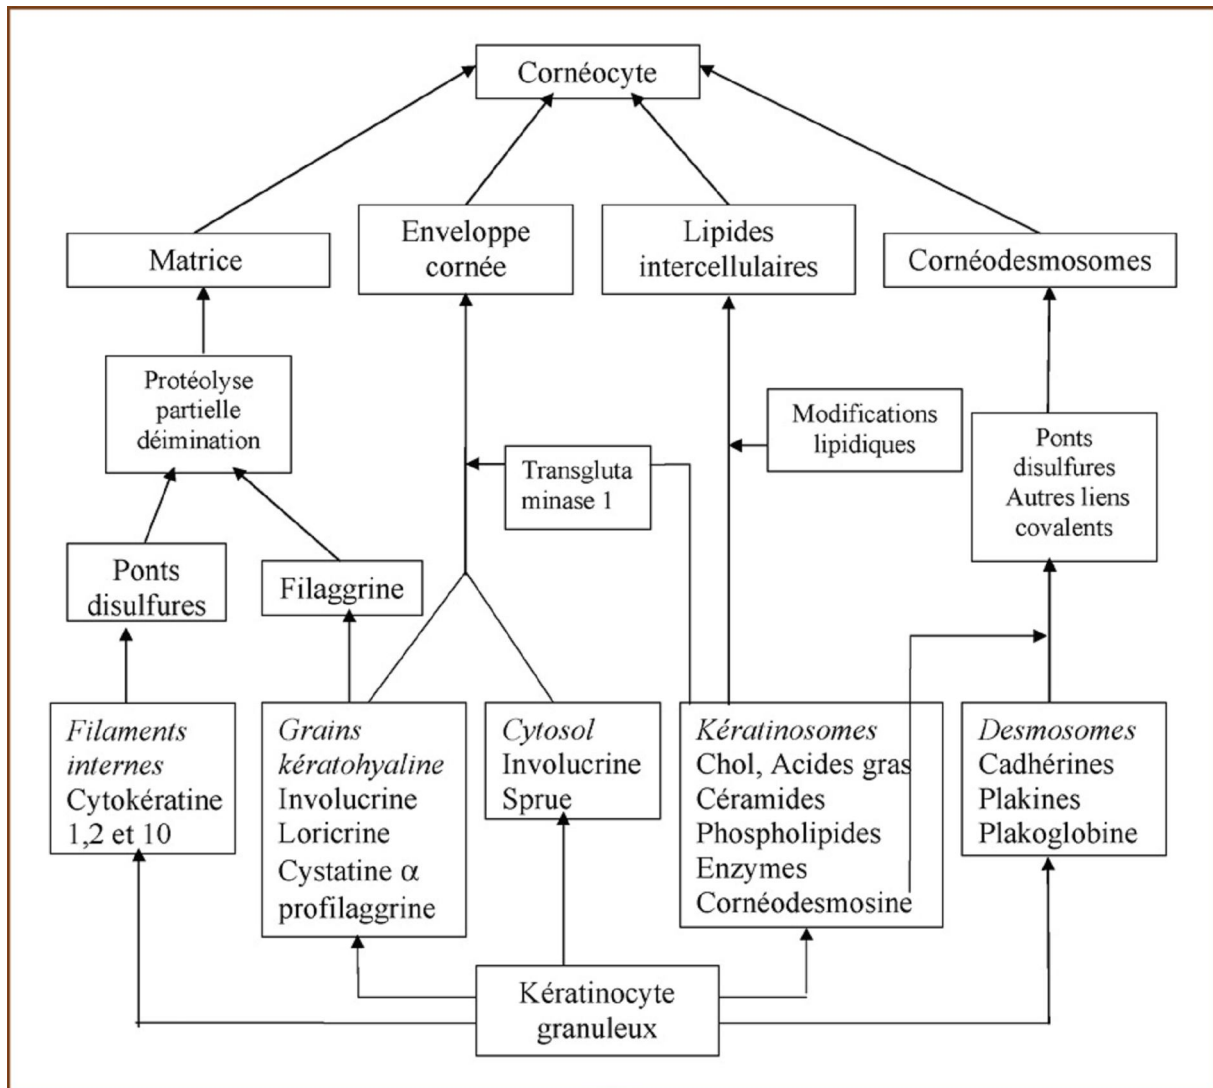 Cornéocyte
Matrice
Enveloppe
cornée
Lipides
intercellulaires
Cornéodesmosomes
Protéolyse
partielle
déimination
Transgluta
minase 1
Modifications
lipidiques
Ponts
disulfures
Autres liens
covalents
Ponts
disulfures
Filaggrine
Filaments
internes
Cytokératine
1,2 et 10
Grains
kératohyaline
Involucrine
Loricrine
Cystatine α
profilaggrine
Cytosol
Involucrine
Sprue
Kératinosomes
Chol, Acides gras
Céramides
Phospholipides
Enzymes
Cornéodesmosine
Desmosomes
Cadhérines
Plakines
Plakoglobine
Kératinocyte
granuleux